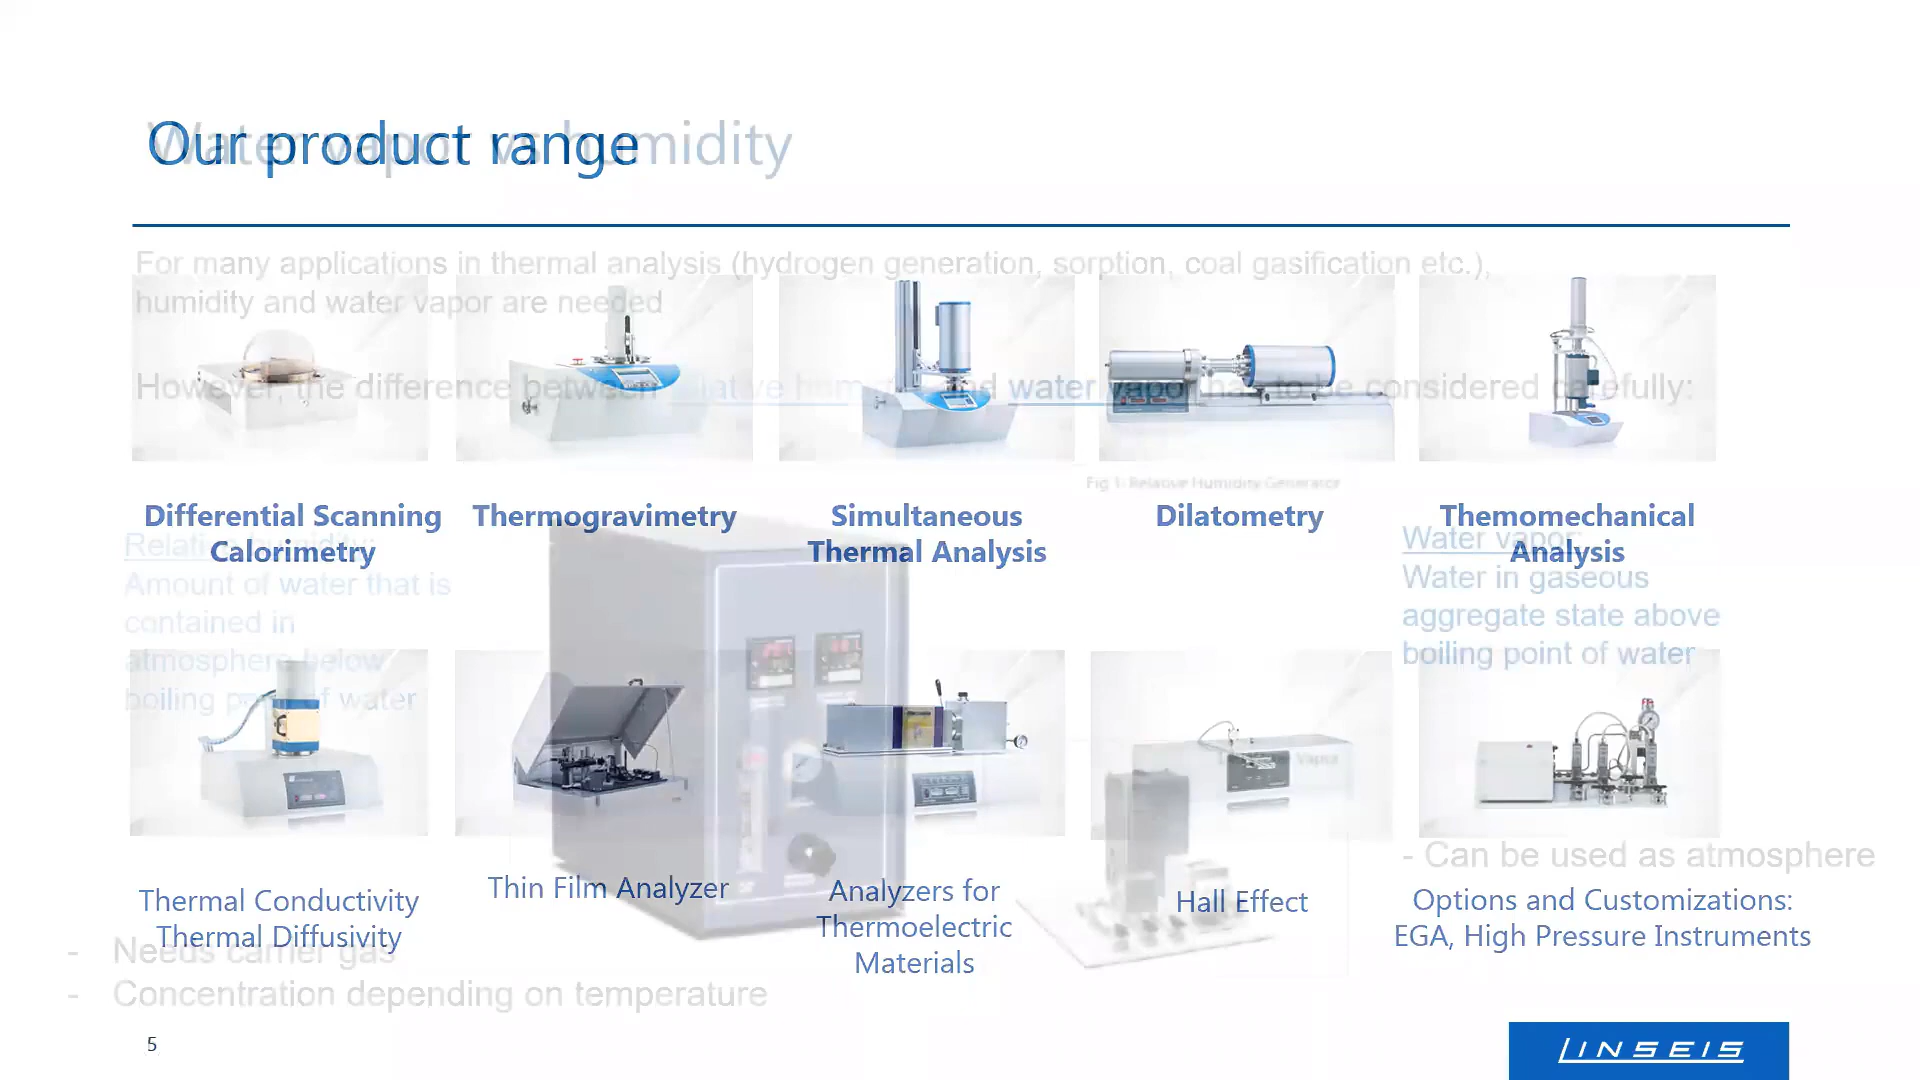 Our product range
Water vapor vs humidity
For many applications in thermal analysis (hydrogen generation, sorption, coal gasification etc.),
humidity and water vapor are needed
However, the difference between relative humidity and water vapor has to be considered carefully:
Fig 1: Relative Humidity Generator
Differential Scanning
Calorimetry
Thermogravimetry
Simultaneous
Thermal Analysis
Dilatometry
Themomechanical
Analysis
Relative humidity:
Amount of water that is
contained in
atmosphere below
boiling point of water
Water vapor:
Water in gaseous
aggregate state above
boiling point of water
Thermal Conductivity
Thermal Diffusivity
Thin Film Analyzer
Analyzers for
Thermoelectric
Materials
Hall Effect
- Can be used as atmosphere
Options and Customizations:
EGA, High Pressure Instruments
- Needs carrier gas
- Concentration depending on temperature
5
LINSEIS